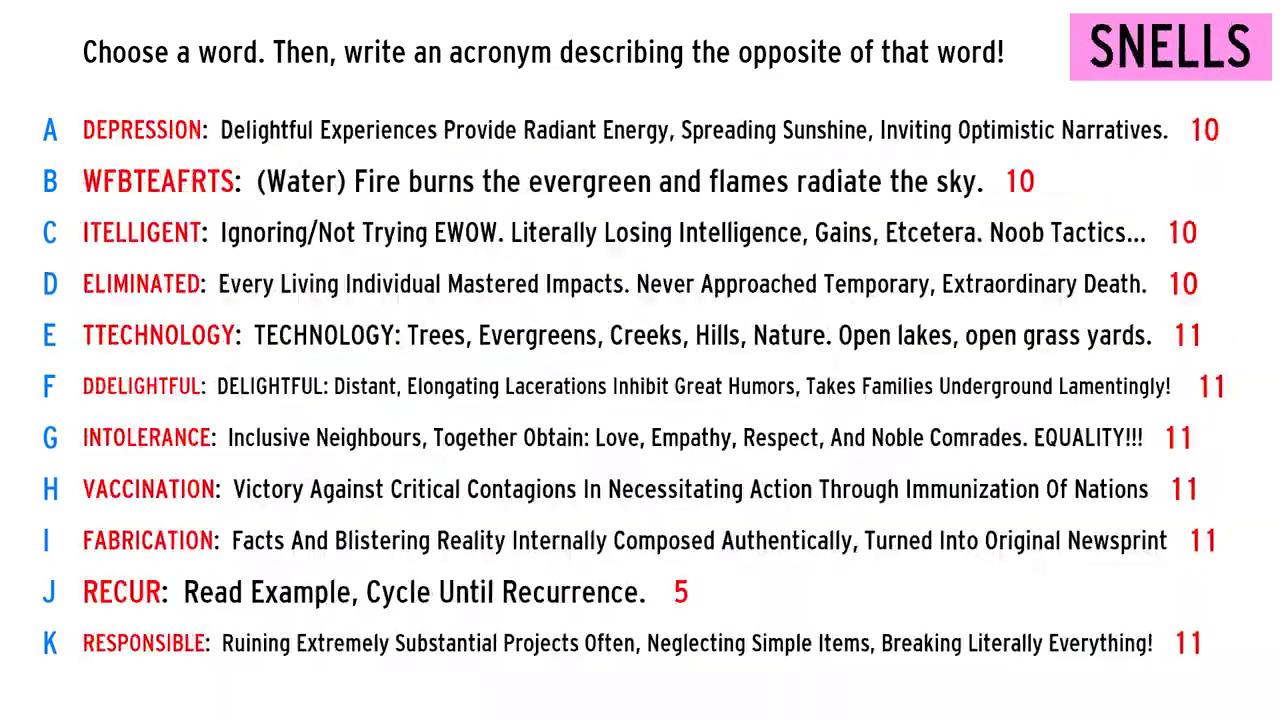 Choose a word. Then, write an acronym describing the opposite of that word!
SNELLS
A DEPRESSION: Delightful Experiences Provide Radiant Energy, Spreading Sunshine, Inviting Optimistic Narratives. 10
B WFBTEAFRTS: (Water) Fire burns the evergreen and flames radiate the sky. 10
C ITELLIGENT: Ignoring/Not Trying EWOW. Literally Losing Intelligence, Gains, Etcetera. Noob Tactics... 10
D ELIMINATED: Every Living Individual Mastered Impacts. Never Approached Temporary, Extraordinary Death. 10
E TTECHNOLOGY: TECHNOLOGY: Trees, Evergreens, Creeks, Hills, Nature. Open lakes, open grass yards. 11
F DDELIGHTFUL: DELIGHTFUL: Distant, Elongating Lacerations Inhibit Great Humors, Takes Families Underground Lamentingly! 11
G INTOLERANCE: Inclusive Neighbours, Together Obtain: Love, Empathy, Respect, And Noble Comrades. EQUALITY!!! 11
H VACCINATION: Victory Against Critical Contagions In Necessitating Action Through Immunization Of Nations 11
I FABRICATION: Facts And Blistering Reality Internally Composed Authentically, Turned Into Original Newsprint 11
J RECUR: Read Example, Cycle Until Recurrence. 5
K RESPONSIBLE: Ruining Extremely Substantial Projects Often, Neglecting Simple Items, Breaking Literally Everything! 11